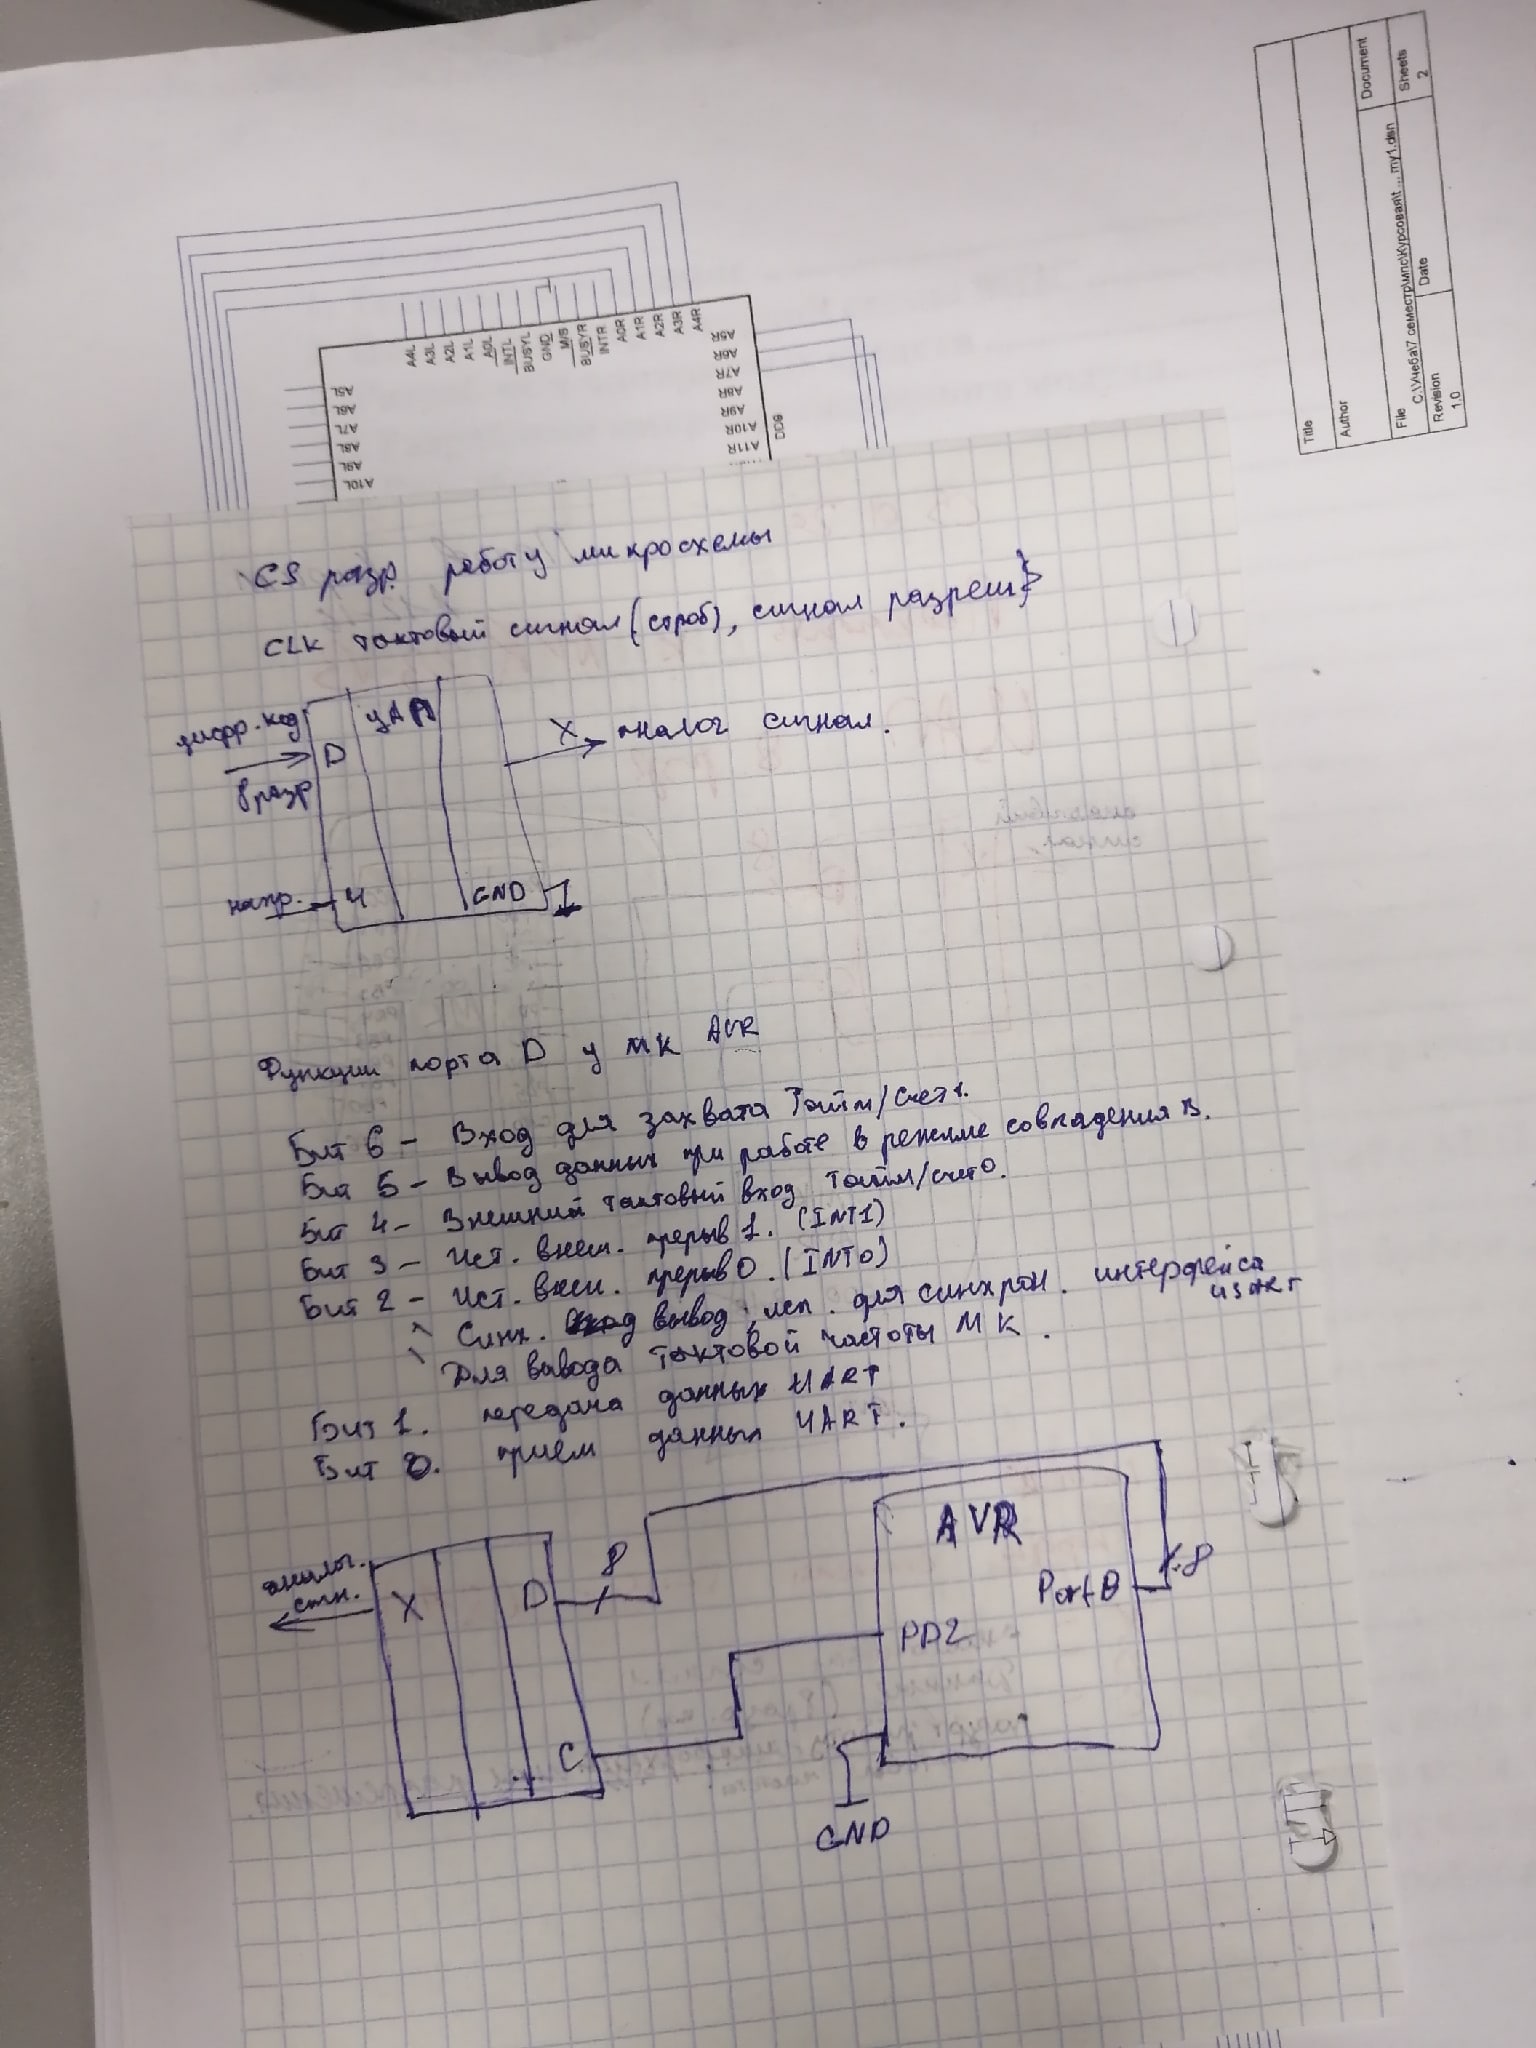 Title
Author
File C:\Учеба\7 семестр\мпс\Курсовая\t ... my1.dsn
Document
Revision
1.0
Date
Sheets
2
A4L
A3L
A2L
A1L
A0L
INTL
BUSYL
GND
M/S
BUSYR
INTR
A0R
A1R
A2R
A3R
A4R
A5L
A6L
A7L
A8L
A9L
A10L
A5R
A6R
A7R
A8R
A9R
A10R
A11R
DD9
CS разр. работу микросхемы
CLK тактовый сигнал (строб), сигнал разреш}
цифр. код
8 разр
D
ЦАП
X
аналог сигнал.
напр.
U
GND
Функции порта D у МК AVR
Бит 6 - Вход для захвата Тайм/Счет1.
Бит 5 - Вывод данных при работе в режиме совпадения B.
Бит 4 - Внешний тактовый вход Тайм/счет0.
Бит 3 - Ист. внеш. прерыв 1. (INT1)
Бит 2 - Ист. внеш. прерыв 0. (INT0)
Синх. вывод, исп. для синхрон. интерфейса USART
Для вывода тактовой частоты МК.
Бит 1. передача данных UART
Бит 0. прием данных UART.
аналог.
сигн.
X
D
8
C
AVR
Port B
8
PD2
GND